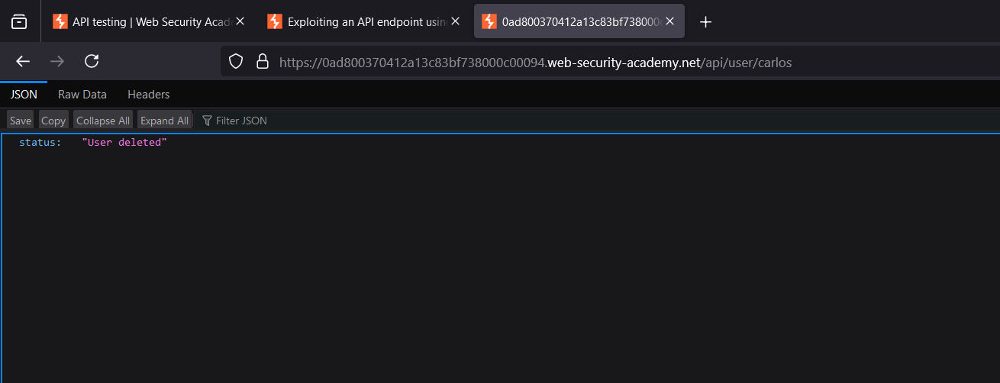 API testing | Web Security Acad
Exploiting an API endpoint usin
0ad800370412a13c83bf738000c
https://0ad800370412a13c83bf738000c00094.web-security-academy.net/api/user/carlos
JSON Raw Data Headers
Save Copy Collapse All Expand All Filter JSON
status: "User deleted"